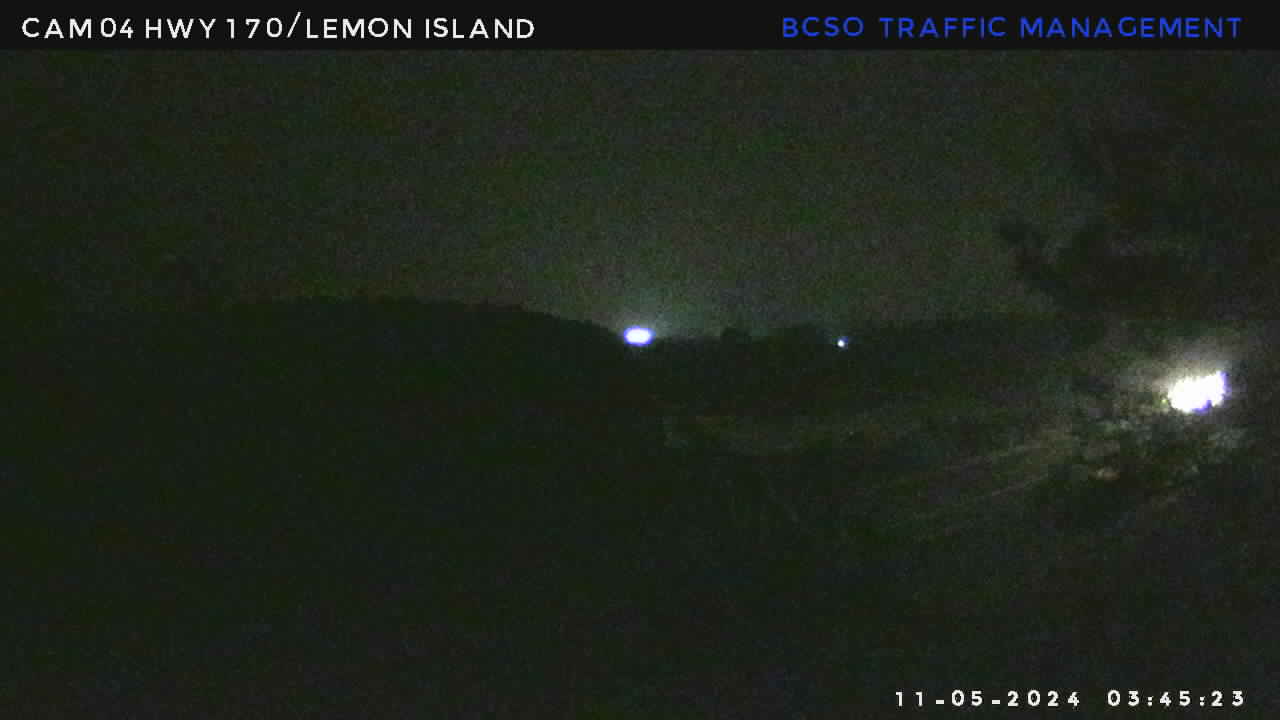 CAM 04 HWY 170/LEMON ISLAND
BCSO TRAFFIC MANAGEMENT
11-05-2024 03:45:23